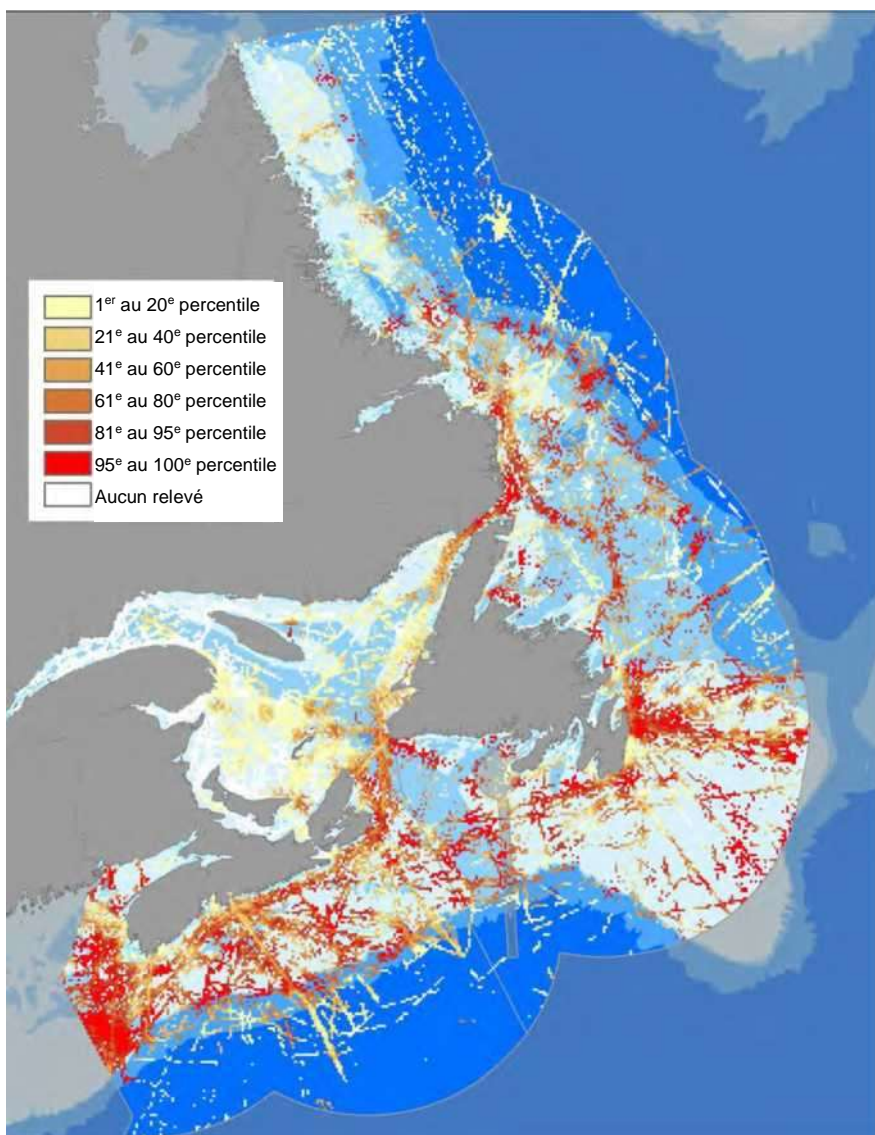 1er au 20e percentile
21e au 40e percentile
41e au 60e percentile
61e au 80e percentile
81e au 95e percentile
95e au 100e percentile
Aucun relevé